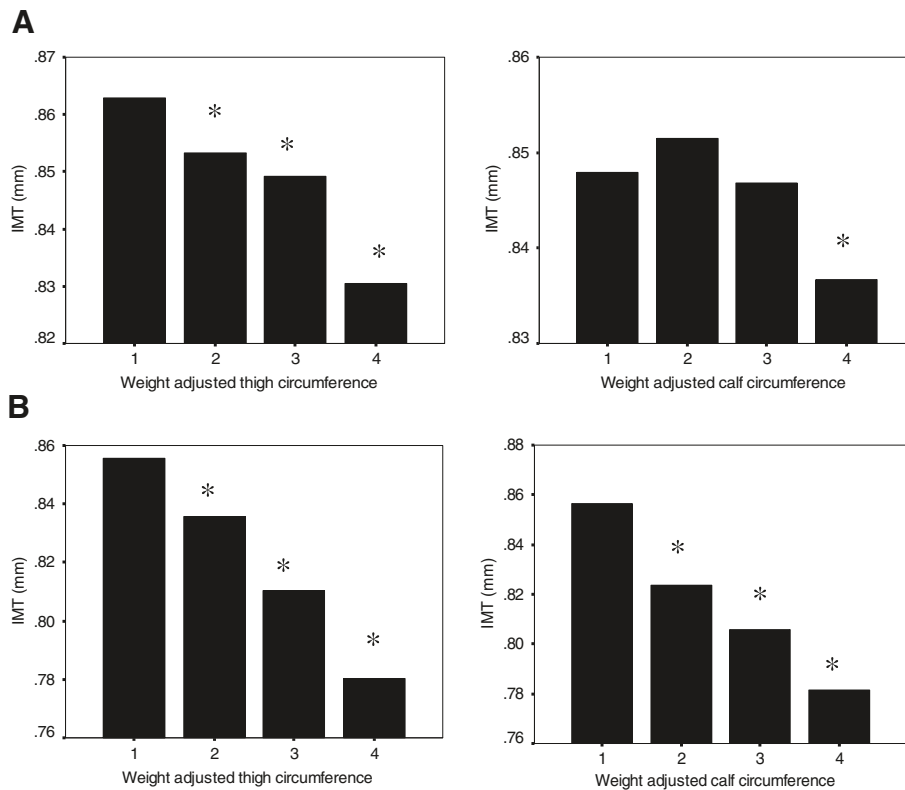 A
.87
.86
.85
.84
.83
.82
IMT (mm)
*
*
*
1 2 3 4
Weight adjusted thigh circumference
.86
.85
.84
.83
IMT (mm)
*
1 2 3 4
Weight adjusted calf circumference
B
.86
.84
.82
.80
.78
.76
IMT (mm)
*
*
*
1 2 3 4
Weight adjusted thigh circumference
.88
.86
.84
.82
.80
.78
.76
IMT (mm)
*
*
*
1 2 3 4
Weight adjusted calf circumference